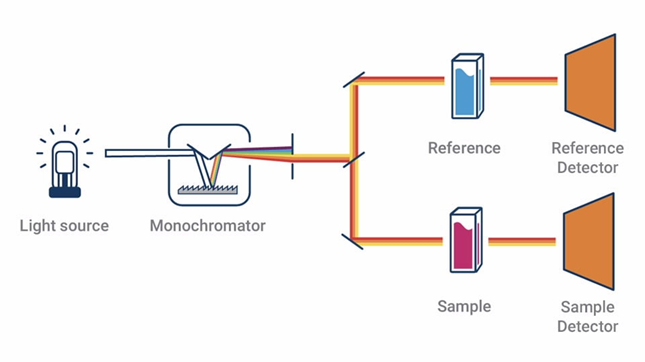 Reference
Reference
Detector
Light source
Monochromator
Sample
Sample
Detector